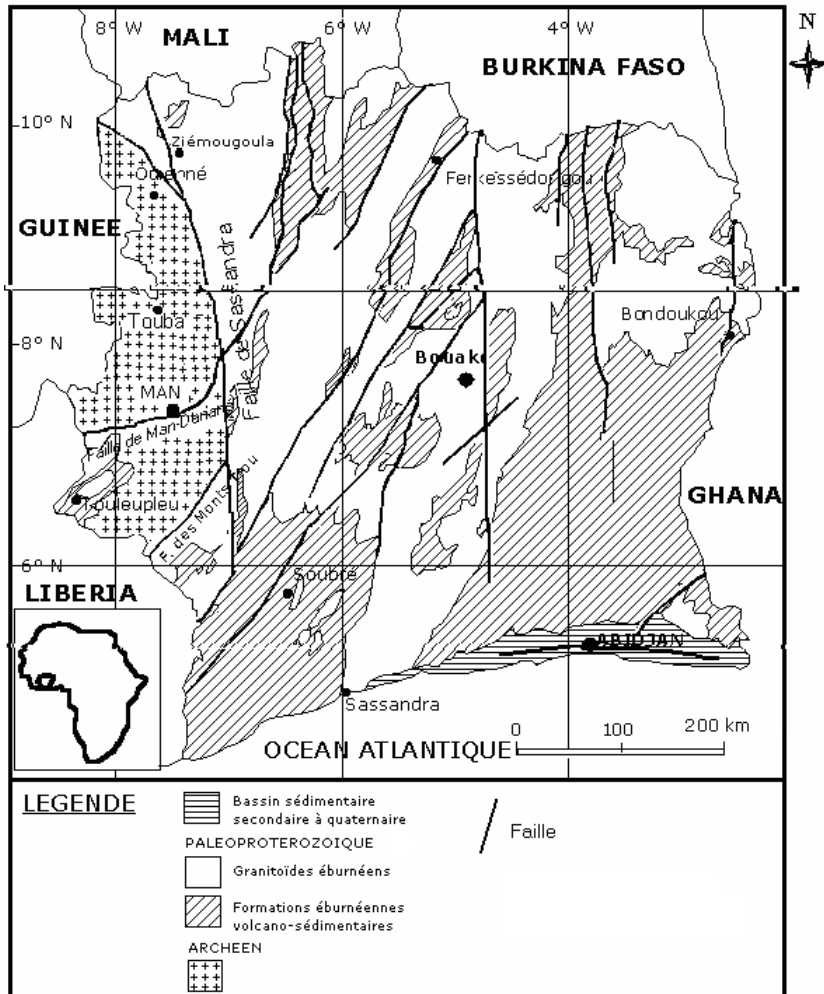 8° W
6° W
4° W
N
MALI
BURKINA FASO
10° N
Ziémougoula
Odienné
Ferkessédougou
GUINEE
Faille de Sassandra
Touba
Bondoukou
8° N
Bouaké
MAN
Faille de Man-Danané
GHANA
Touleupleu
F. des Monts Trou
6° N
Soubré
LIBERIA
ABIDJAN
Sassandra
0 100 200 km
OCEAN ATLANTIQUE
LEGENDE
Bassin sédimentaire
secondaire à quaternaire
Faille
PALEOPROTEROZOIQUE
Granitoïdes éburnéens
Formations éburnéennes
volcano-sédimentaires
ARCHEEN